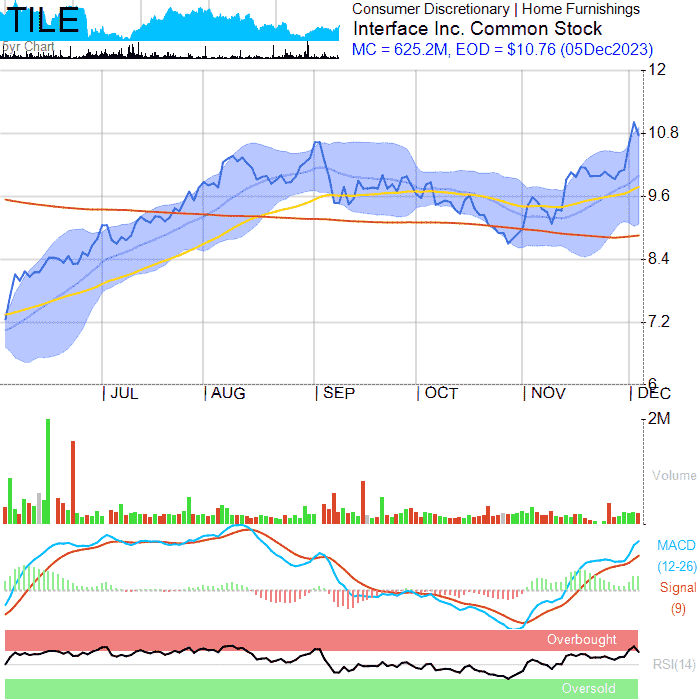 TILE
5yr Chart
Consumer Discretionary | Home Furnishings
Interface Inc. Common Stock
MC = 625.2M, EOD = $10.76 (05Dec2023)
12
10.8
9.6
8.4
7.2
6
| JUL
| AUG
| SEP
| OCT
| NOV
| DEC
2M
Volume
MACD
(12-26)
Signal
(9)
Overbought
RSI(14)
Oversold